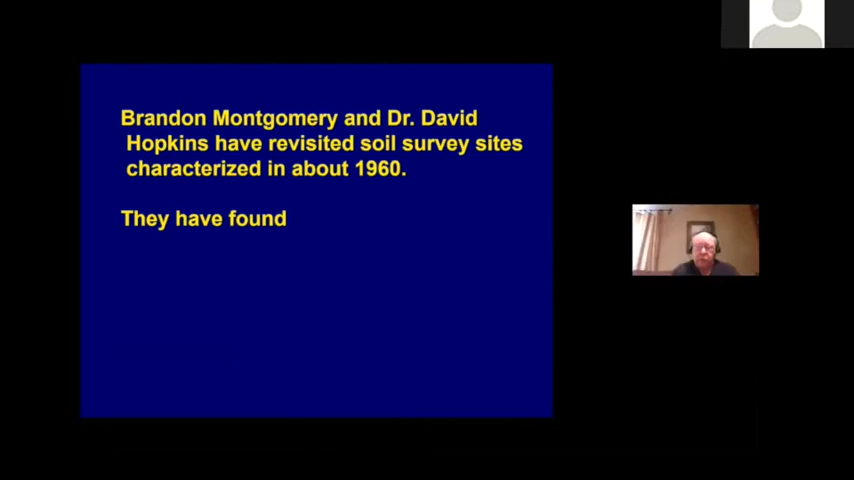 Brandon Montgomery and Dr. David
Hopkins have revisited soil survey sites
characterized in about 1960.
They have found